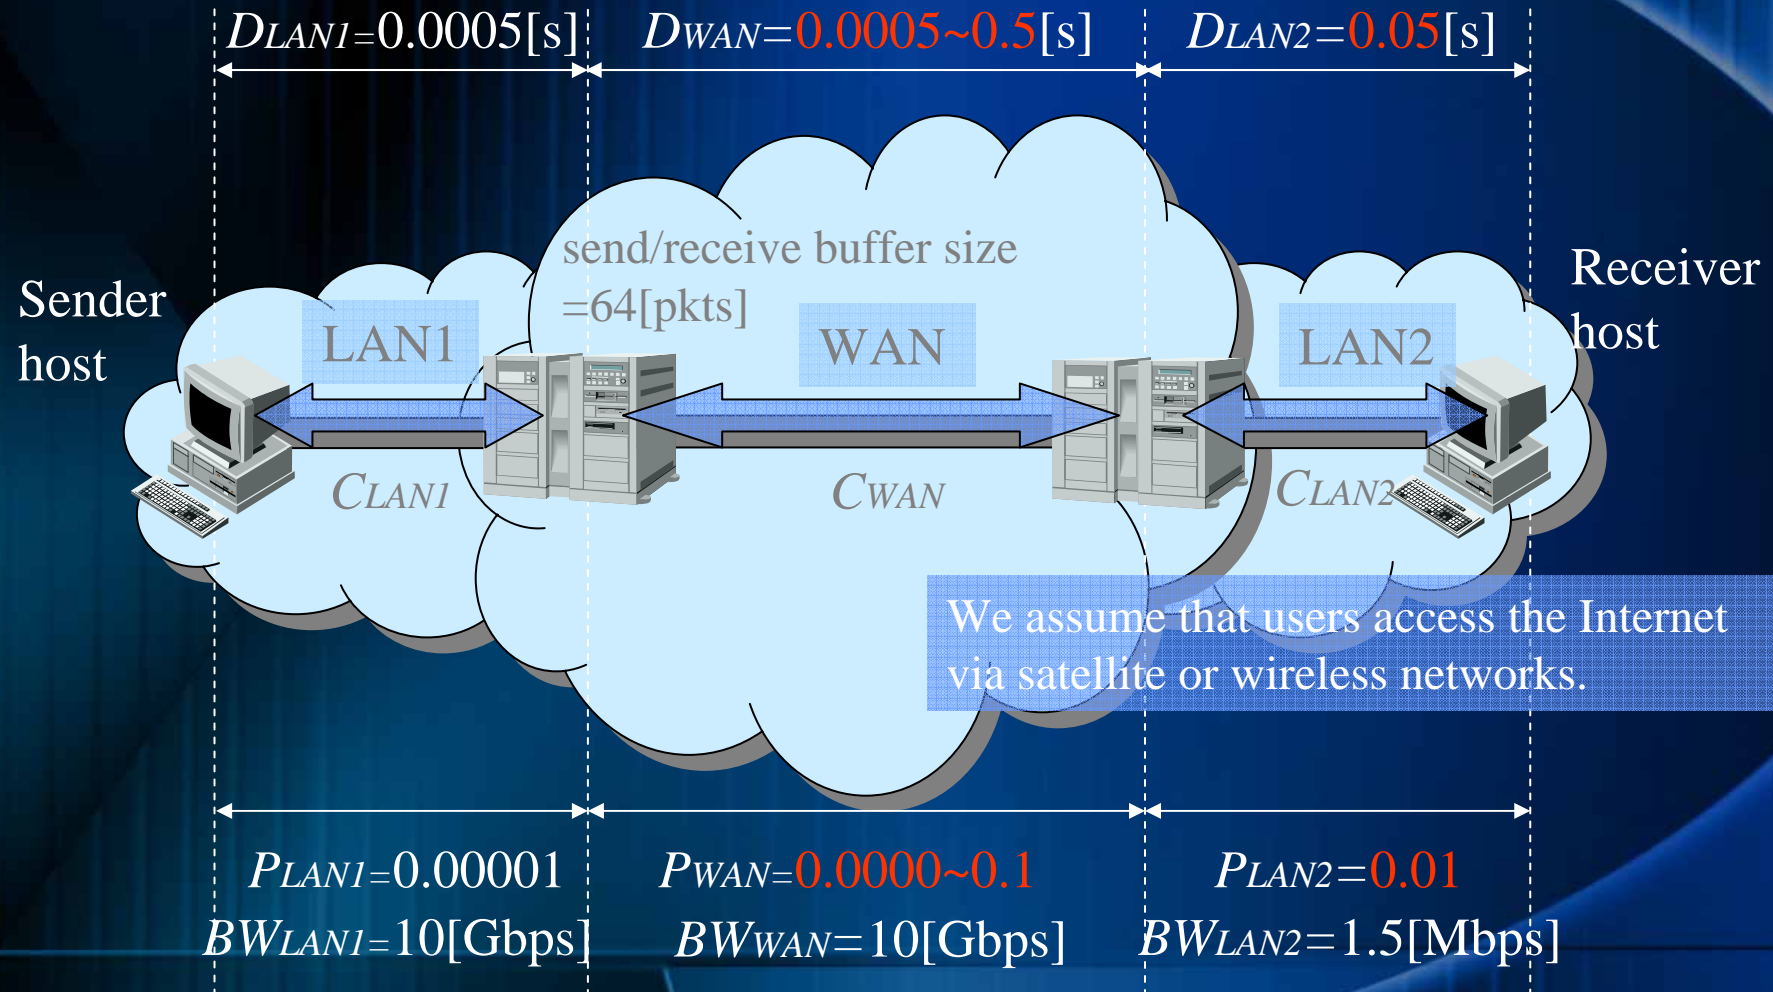 DLAN1=0.0005[s]
DWAN=0.0005~0.5[s]
DLAN2=0.05[s]
send/receive buffer size
=64[pkts]
Sender
host
Receiver
host
LAN1
WAN
LAN2
CLAN1
CWAN
CLAN2
We assume that users access the Internet
via satellite or wireless networks.
PLAN1=0.00001
PWAN=0.0000~0.1
PLAN2=0.01
BWLAN1=10[Gbps]
BWWAN=10[Gbps]
BWLAN2=1.5[Mbps]